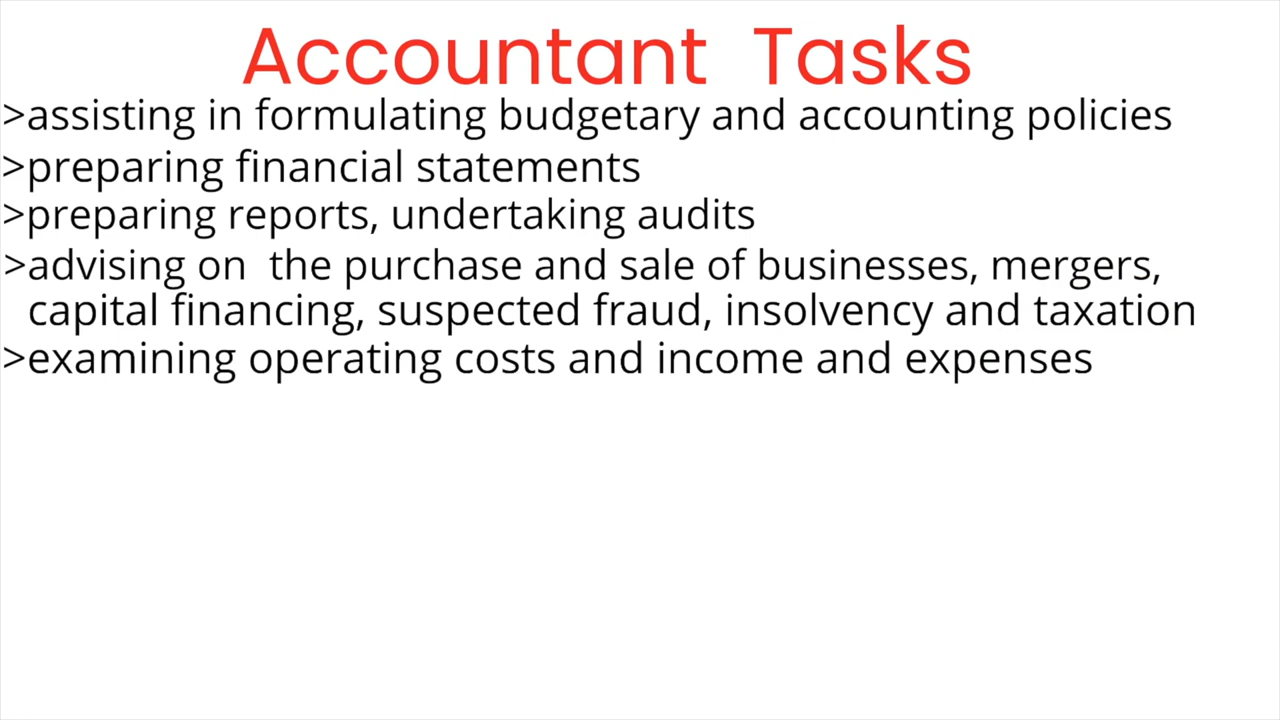 Accountant Tasks
>assisting in formulating budgetary and accounting policies
>preparing financial statements
>preparing reports, undertaking audits
>advising on  the purchase and sale of businesses, mergers,
capital financing, suspected fraud, insolvency and taxation
>examining operating costs and income and expenses